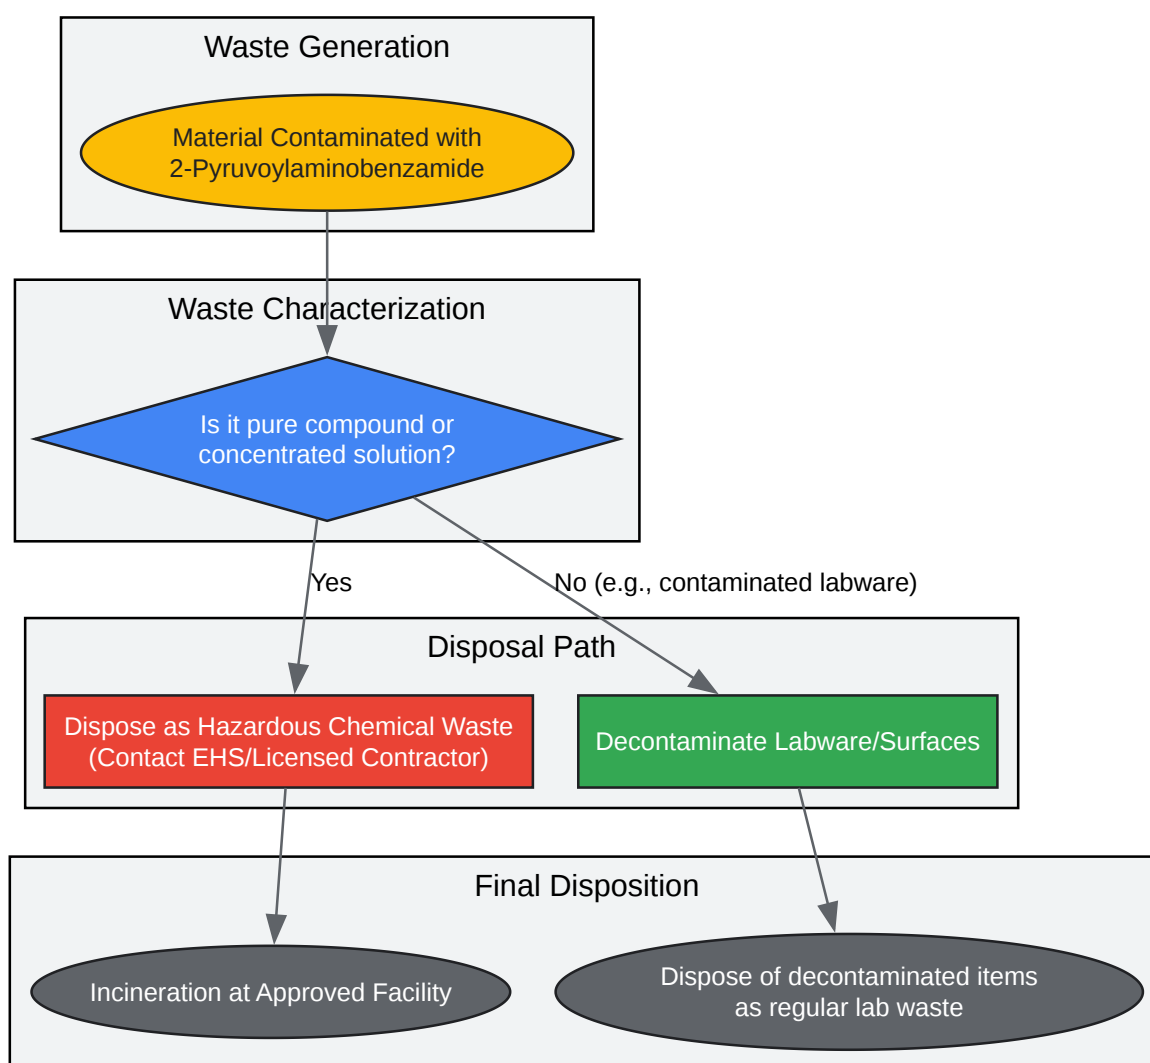 Waste Generation
Material Contaminated with
2-Pyruvoylaminobenzamide
Waste Characterization
Is it pure compound or
concentrated solution?
Yes
No (e.g., contaminated labware)
Disposal Path
Dispose as Hazardous Chemical Waste
(Contact EHS/Licensed Contractor)
Decontaminate Labware/Surfaces
Final Disposition
Incineration at Approved Facility
Dispose of decontaminated items
as regular lab waste